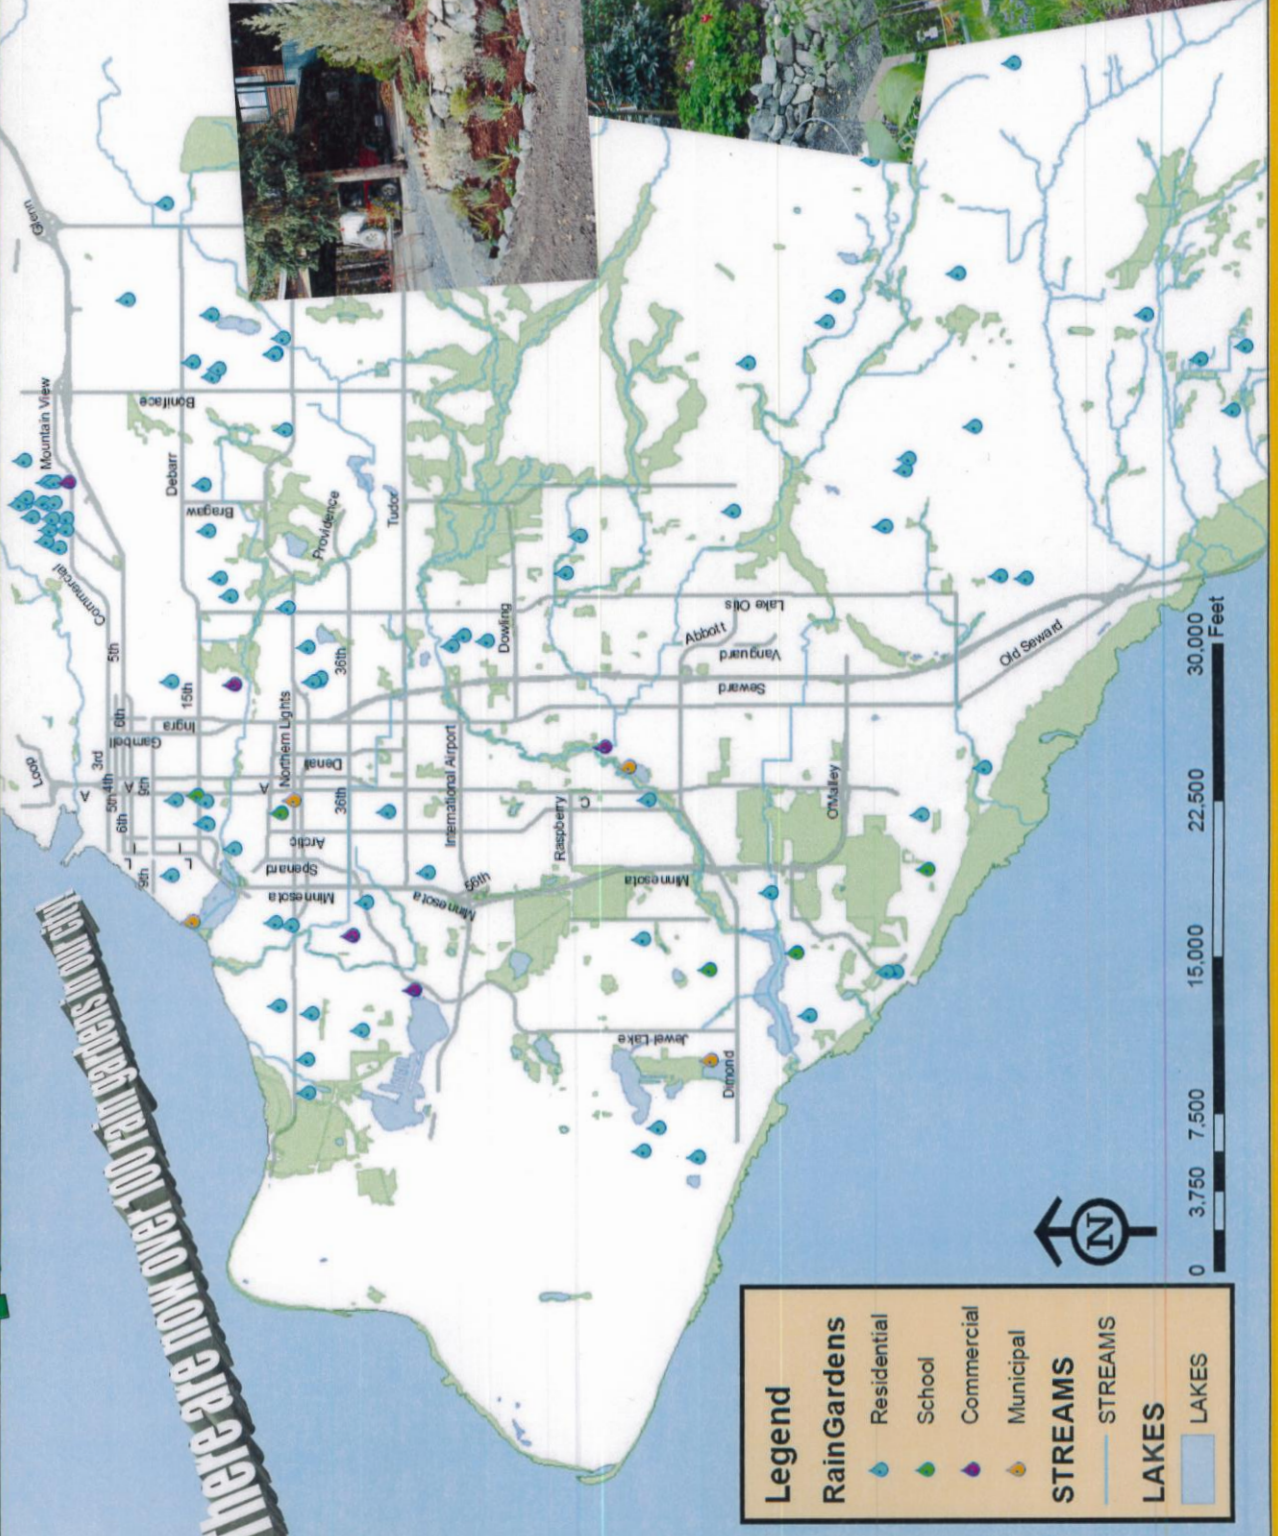 There are now over 100 rain gardens in our city.
Glenn
Mountain View
Boniface
Debarr
Bragaw
Providence
Tudor
Commercial
5th
6th
15th
Ingra
Gambell
3rd
Loop
4th
5th
6th
9th
A
A
A
9th
L
L
I
I
C
Northern Lights
36th
Denali
36th
Arctic
Spenard
Minnesota
International Airport
Minnesota
56th
Raspberry
Minnesota
Dowling
Lake Otis
Abbott
Vanguard
Seward
Old Seward
O'Malley
Jewel Lake
Dimond
Legend
RainGardens
Residential
School
Commercial
Municipal
STREAMS
STREAMS
LAKES
LAKES
N
0 3,750 7,500 15,000 22,500 30,000
Feet